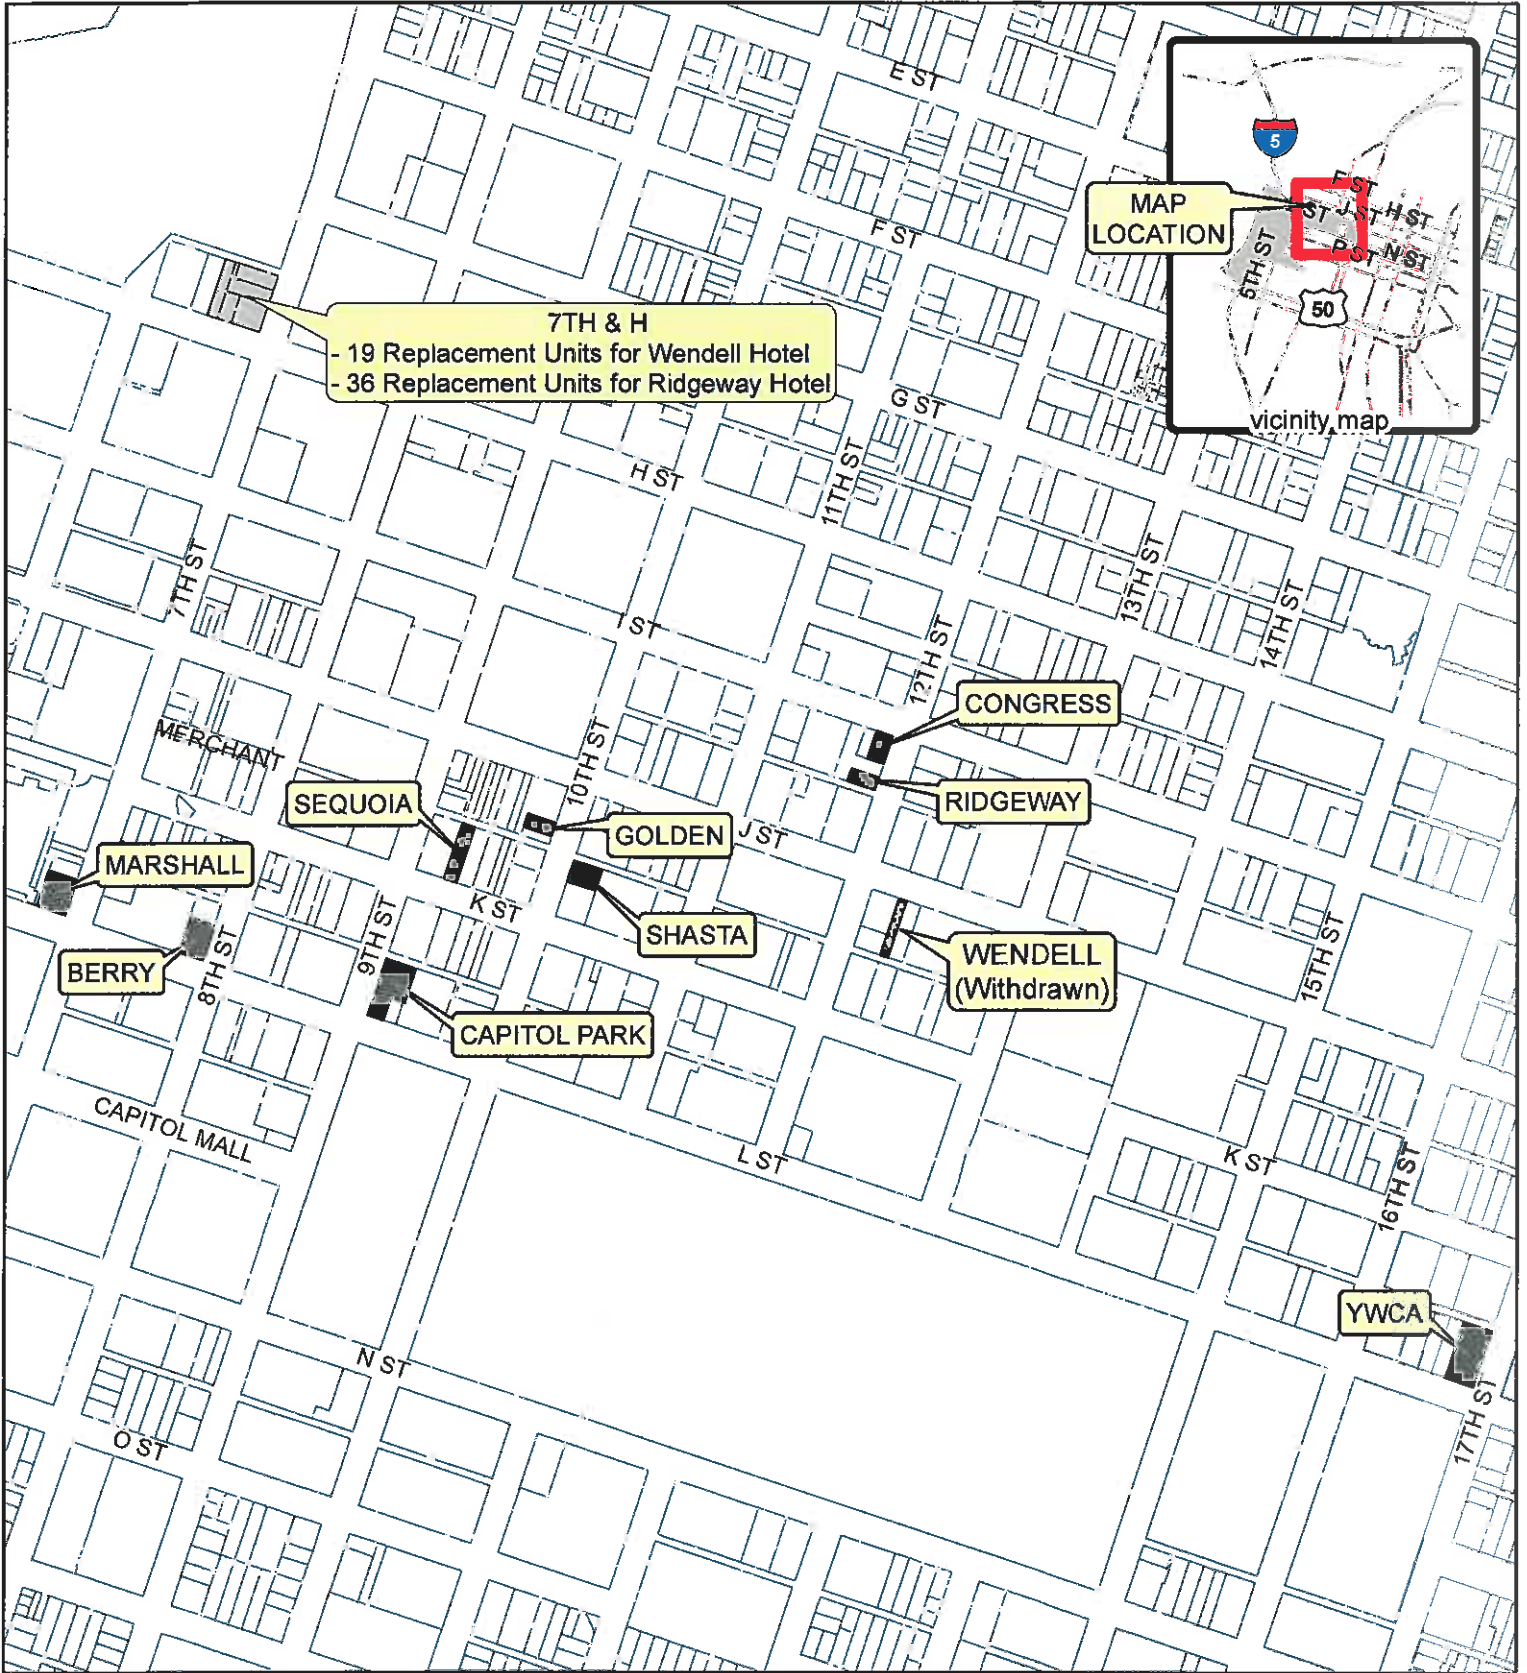 E ST
5
MAP
LOCATION
F ST
ST
J ST
H ST
5TH ST
P ST
N ST
50
vicinity map
F ST
7TH & H
- 19 Replacement Units for Wendell Hotel
- 36 Replacement Units for Ridgeway Hotel
G ST
H ST
11TH ST
7TH ST
13TH ST
14TH ST
I ST
12TH ST
CONGRESS
MERCHANT
10TH ST
SEQUOIA
RIDGEWAY
GOLDEN
J ST
MARSHALL
K ST
9TH ST
SHASTA
WENDELL
(Withdrawn)
BERRY
8TH ST
15TH ST
CAPITOL PARK
CAPITOL MALL
L ST
K ST
16TH ST
YWCA
N ST
17TH ST
O ST